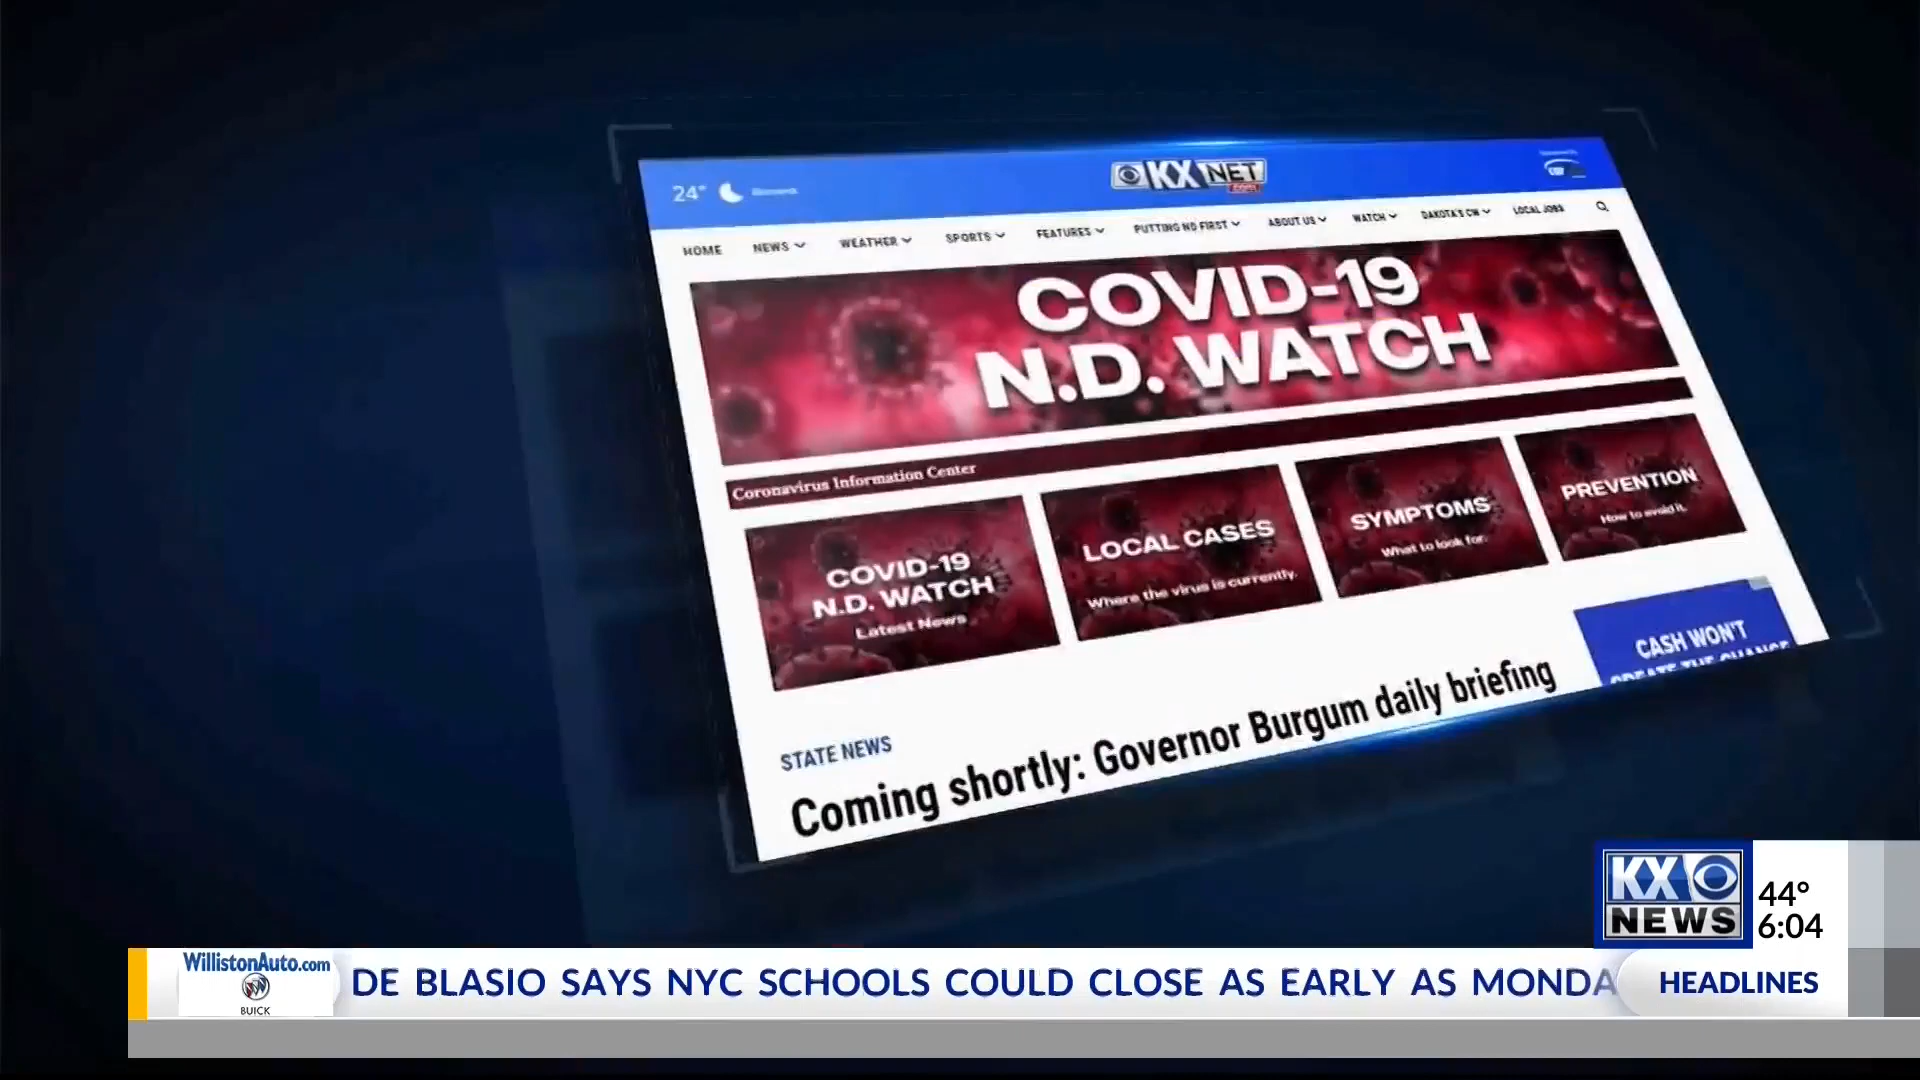 24°
KX NET
.com
HOME NEWS WEATHER SPORTS FEATURES PUTTING ND FIRST ABOUT US WATCH DAKOTA'S CW LOCAL JOBS
COVID-19
N.D. WATCH
Coronavirus Information Center
COVID-19
N.D. WATCH
Latest News
LOCAL CASES
Where the virus is currently.
SYMPTOMS
What to look for.
PREVENTION
How to avoid it.
CASH WON'T
CREATE THE CHANGE
STATE NEWS
Coming shortly: Governor Burgum daily briefing
KX
NEWS
44°
6:04
WillistonAuto.com
BUICK
DE BLASIO SAYS NYC SCHOOLS COULD CLOSE AS EARLY AS MONDA
HEADLINES